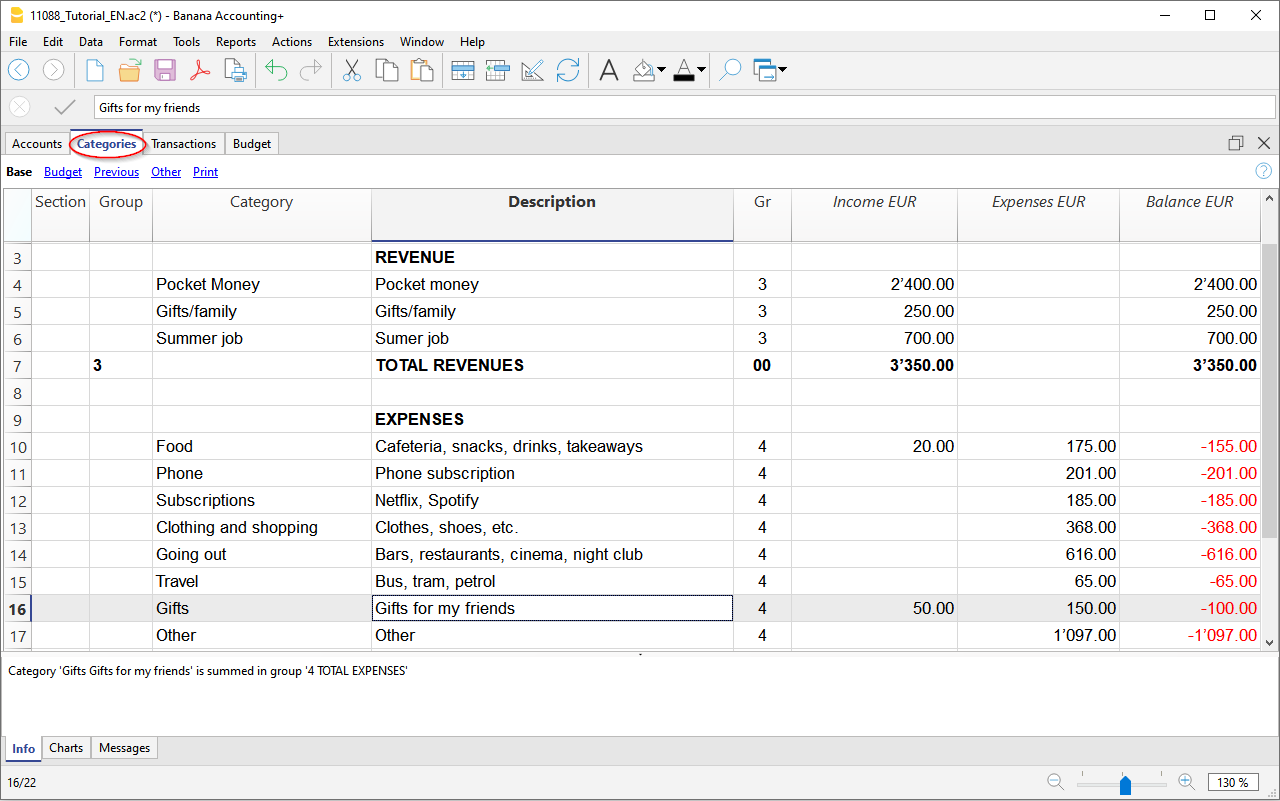 11088_Tutorial_EN.ac2 (*) - Banana Accounting+
File Edit Data Format Tools Reports Actions Extensions Window Help
Gifts for my friends
Accounts Categories Transactions Budget
Base Budget Previous Other Print
Section Group Category Description Gr Income EUR Expenses EUR Balance EUR
3 REVENUE
4 Pocket Money Pocket money 3 2’400.00 2’400.00
5 Gifts/family Gifts/family 3 250.00 250.00
6 Summer job Sumer job 3 700.00 700.00
7 3 TOTAL REVENUES 00 3’350.00 3’350.00
8
9 EXPENSES
10 Food Cafeteria, snacks, drinks, takeaways 4 20.00 175.00 -155.00
11 Phone Phone subscription 4 201.00 -201.00
12 Subscriptions Netflix, Spotify 4 185.00 -185.00
13 Clothing and shopping Clothes, shoes, etc. 4 368.00 -368.00
14 Going out Bars, restaurants, cinema, night club 4 616.00 -616.00
15 Travel Bus, tram, petrol 4 65.00 -65.00
16 Gifts Gifts for my friends 4 50.00 150.00 -100.00
17 Other Other 4 1’097.00 -1’097.00
Category 'Gifts Gifts for my friends' is summed in group '4 TOTAL EXPENSES'
Info Charts Messages
16/22 130 %